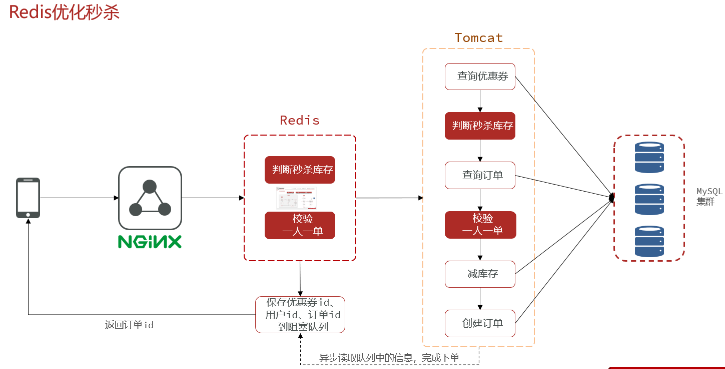 Redis优化秒杀
Tomcat
查询优惠券
Redis
判断秒杀库存
判断秒杀库存
查询订单
MySQL
集群
校验
一人一单
校验
一人一单
NGiNX
减库存
保存优惠券id、
用户id、订单id
到阻塞队列
返回订单id
创建订单
异步读取队列中的信息，完成下单